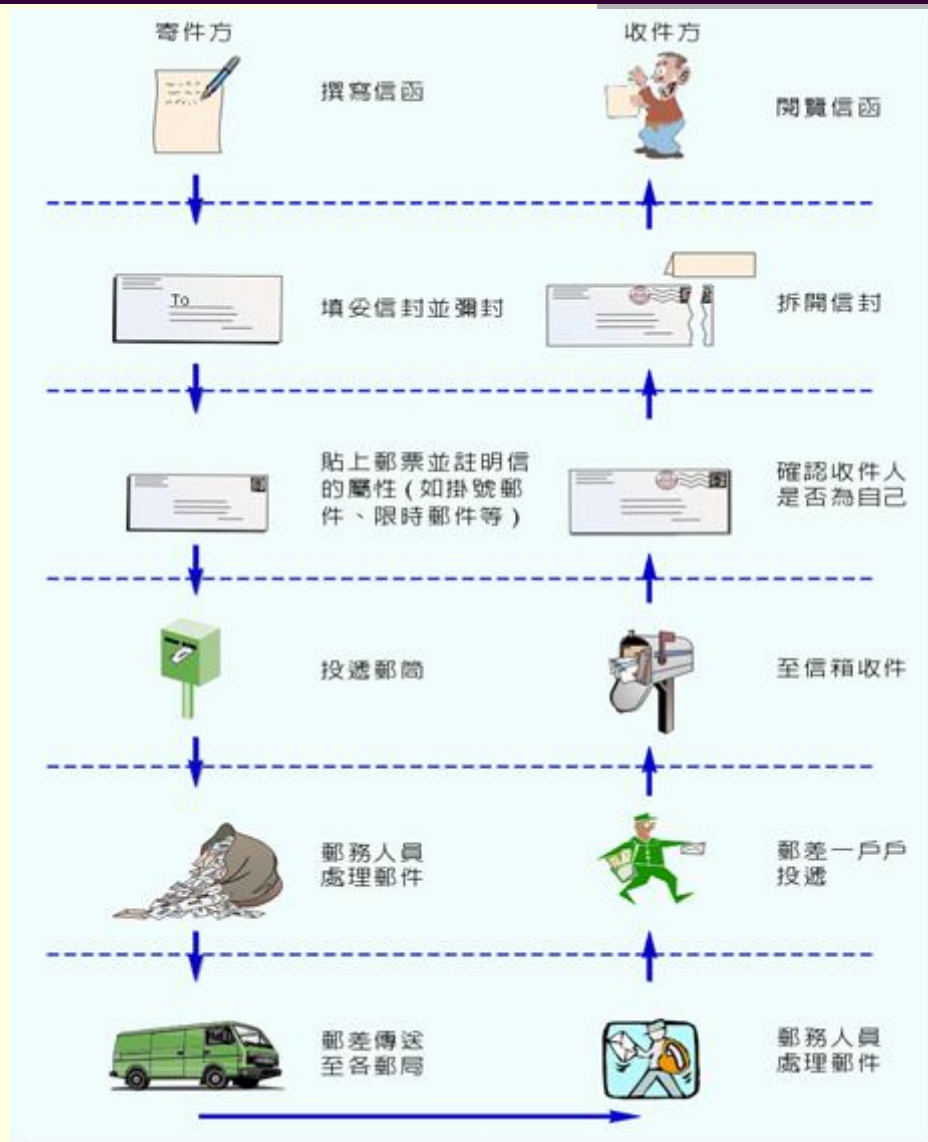 寄件方
收件方
撰寫信函
閱覽信函
To
填妥信封並彌封
拆開信封
貼上郵票並註明信
的屬性(如掛號郵
件、限時郵件等)
確認收件人
是否為自己
投遞郵筒
至信箱收件
郵務人員
處理郵件
郵差一戶戶
投遞
郵差傳送
至各郵局
郵務人員
處理郵件